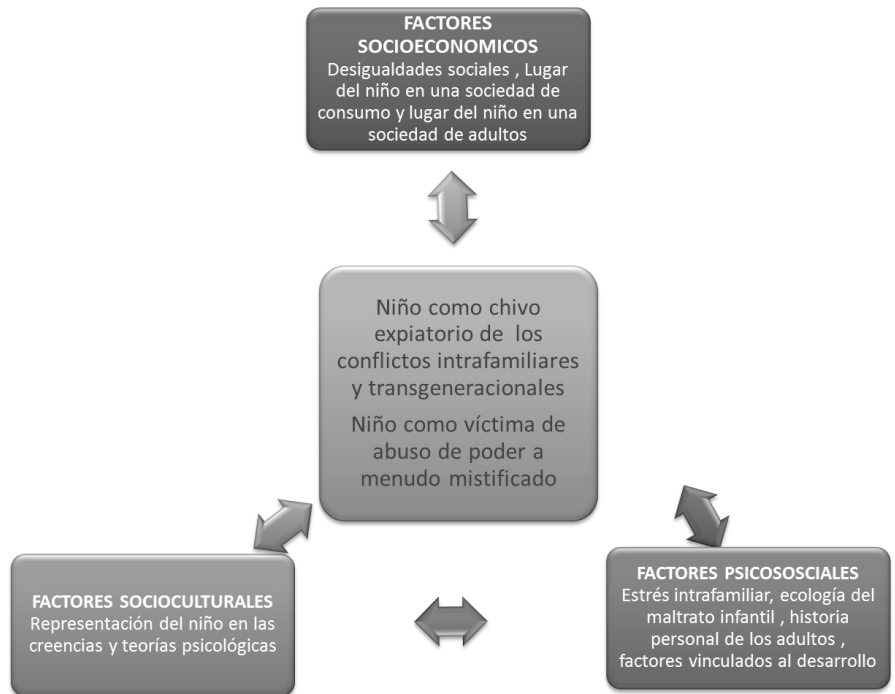 FACTORES
SOCIOECONOMICOS
Desigualdades sociales , Lugar
del niño en una sociedad de
consumo y lugar del niño en una
sociedad de adultos
Niño como chivo
expiatorio de los
conflictos intrafamiliares
y transgeneracionales
Niño como víctima de
abuso de poder a
menudo mistificado
FACTORES SOCIOCULTURALES
Representación del niño en las
creencias y teorías psicológicas
FACTORES PSICOSOSCIALES
Estrés intrafamiliar, ecología del
maltrato infantil , historia
personal de los adultos ,
factores vinculados al desarrollo